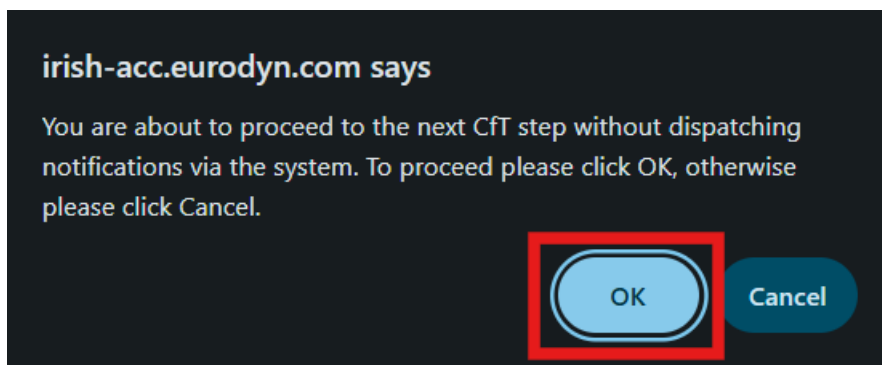 irish-acc.eurodyn.com says
You are about to proceed to the next CfT step without dispatching
notifications via the system. To proceed please click OK, otherwise
please click Cancel.
OK
Cancel